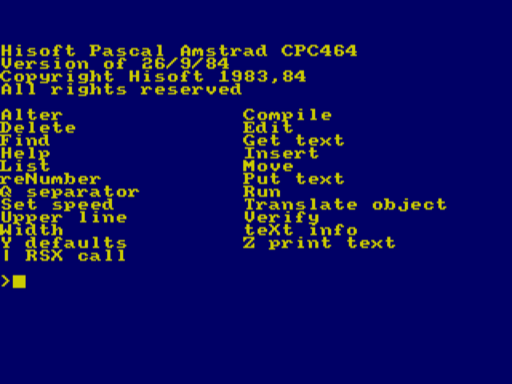 Hisoft Pascal Amstrad CPC464
Version of 26/9/84
Copyright Hisoft 1983,84
All rights reserved
Alter Compile
Delete Edit
Find Get text
Help Insert
List Move
reNumber Put text
Q separator Run
Set speed Translate object
Upper line Verify
Width teXt info
Y defaults Z print text
| RSX call
>